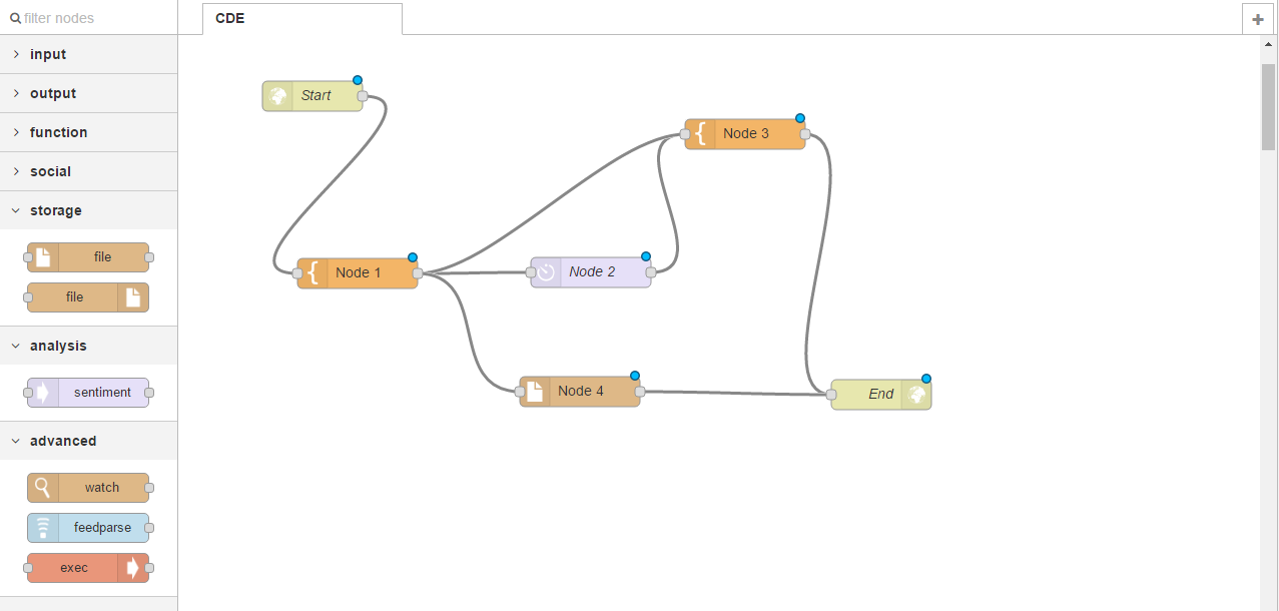 filter nodes
input
output
function
social
storage
file
file
analysis
sentiment
advanced
watch
feedparse
exec
CDE
+
Start
Node 3
Node 1
Node 2
Node 4
End